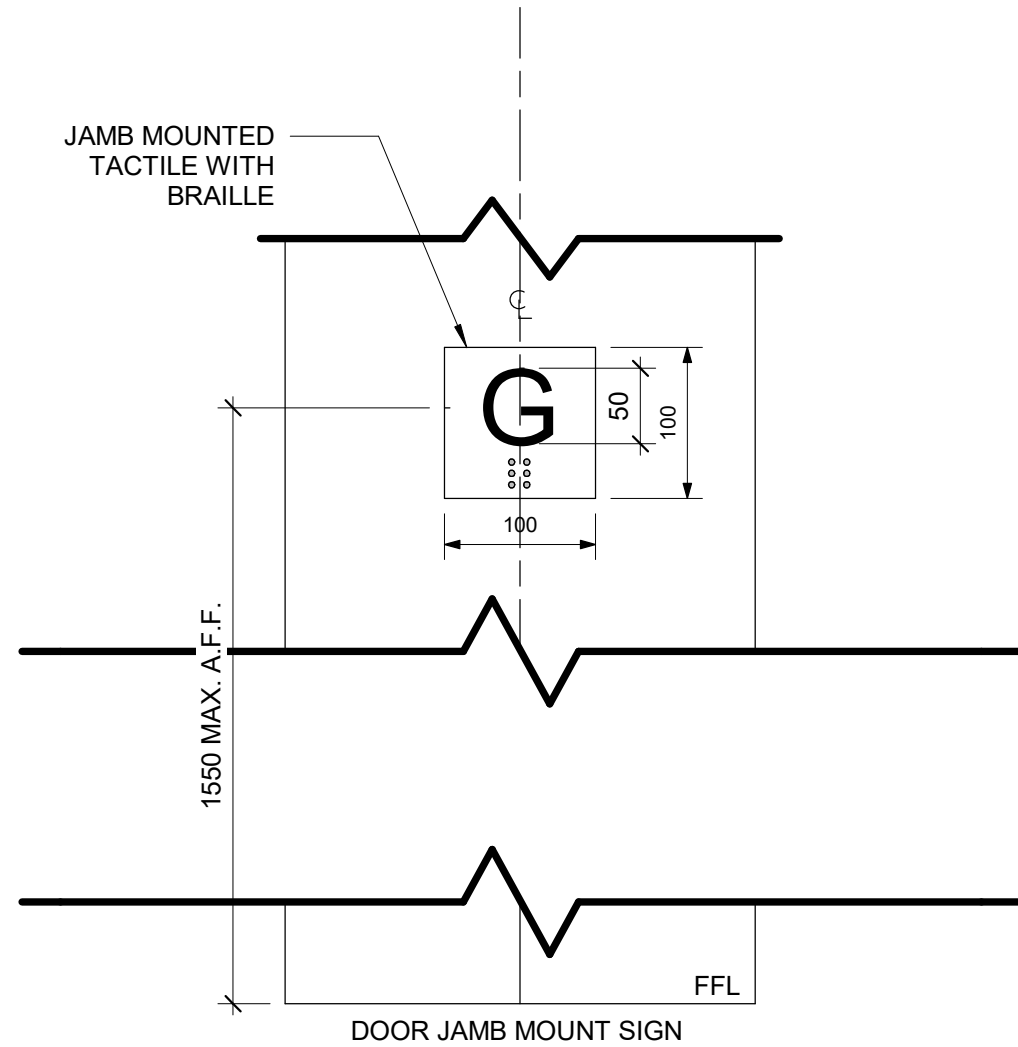 JAMB MOUNTED
TACTILE WITH
BRAILLE
℄
G
50
100
100
1550 MAX. A.F.F.
FFL
DOOR JAMB MOUNT SIGN